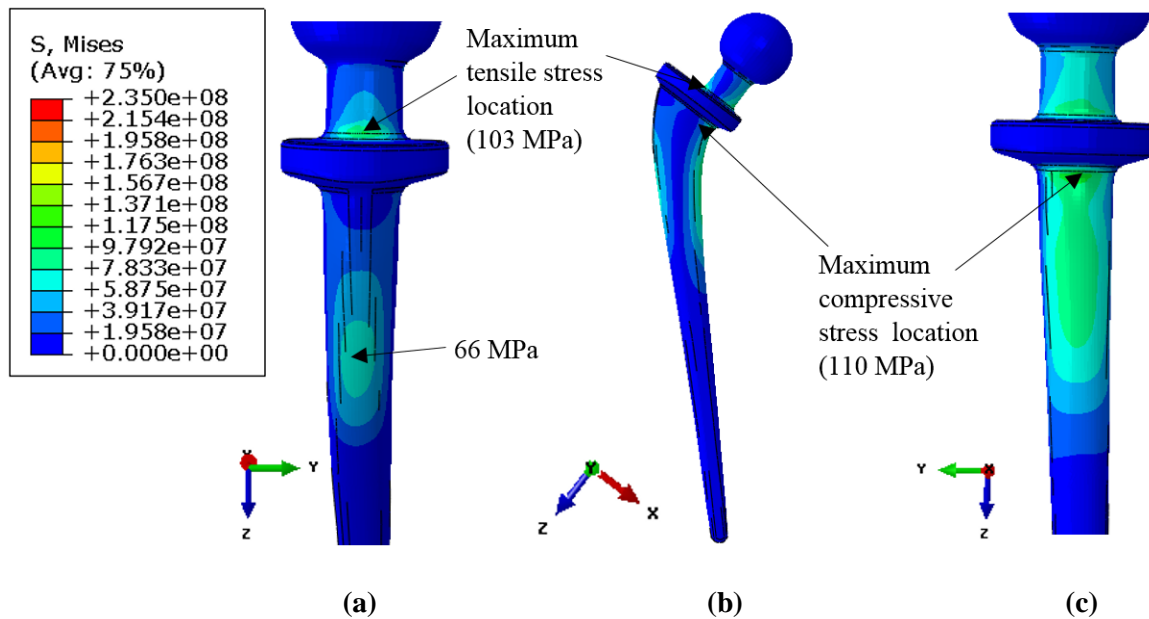 S, Mises
(Avg: 75%)
+2.350e+08
+2.154e+08
+1.958e+08
+1.763e+08
+1.567e+08
+1.371e+08
+1.175e+08
+9.792e+07
+7.833e+07
+5.875e+07
+3.917e+07
+1.958e+07
+0.000e+00
Maximum
tensile stress
location
(103 MPa)
66 MPa
Maximum
compressive
stress location
(110 MPa)
X
Y
Z
Y
Z
X
Y
X
Z
(a)
(b)
(c)